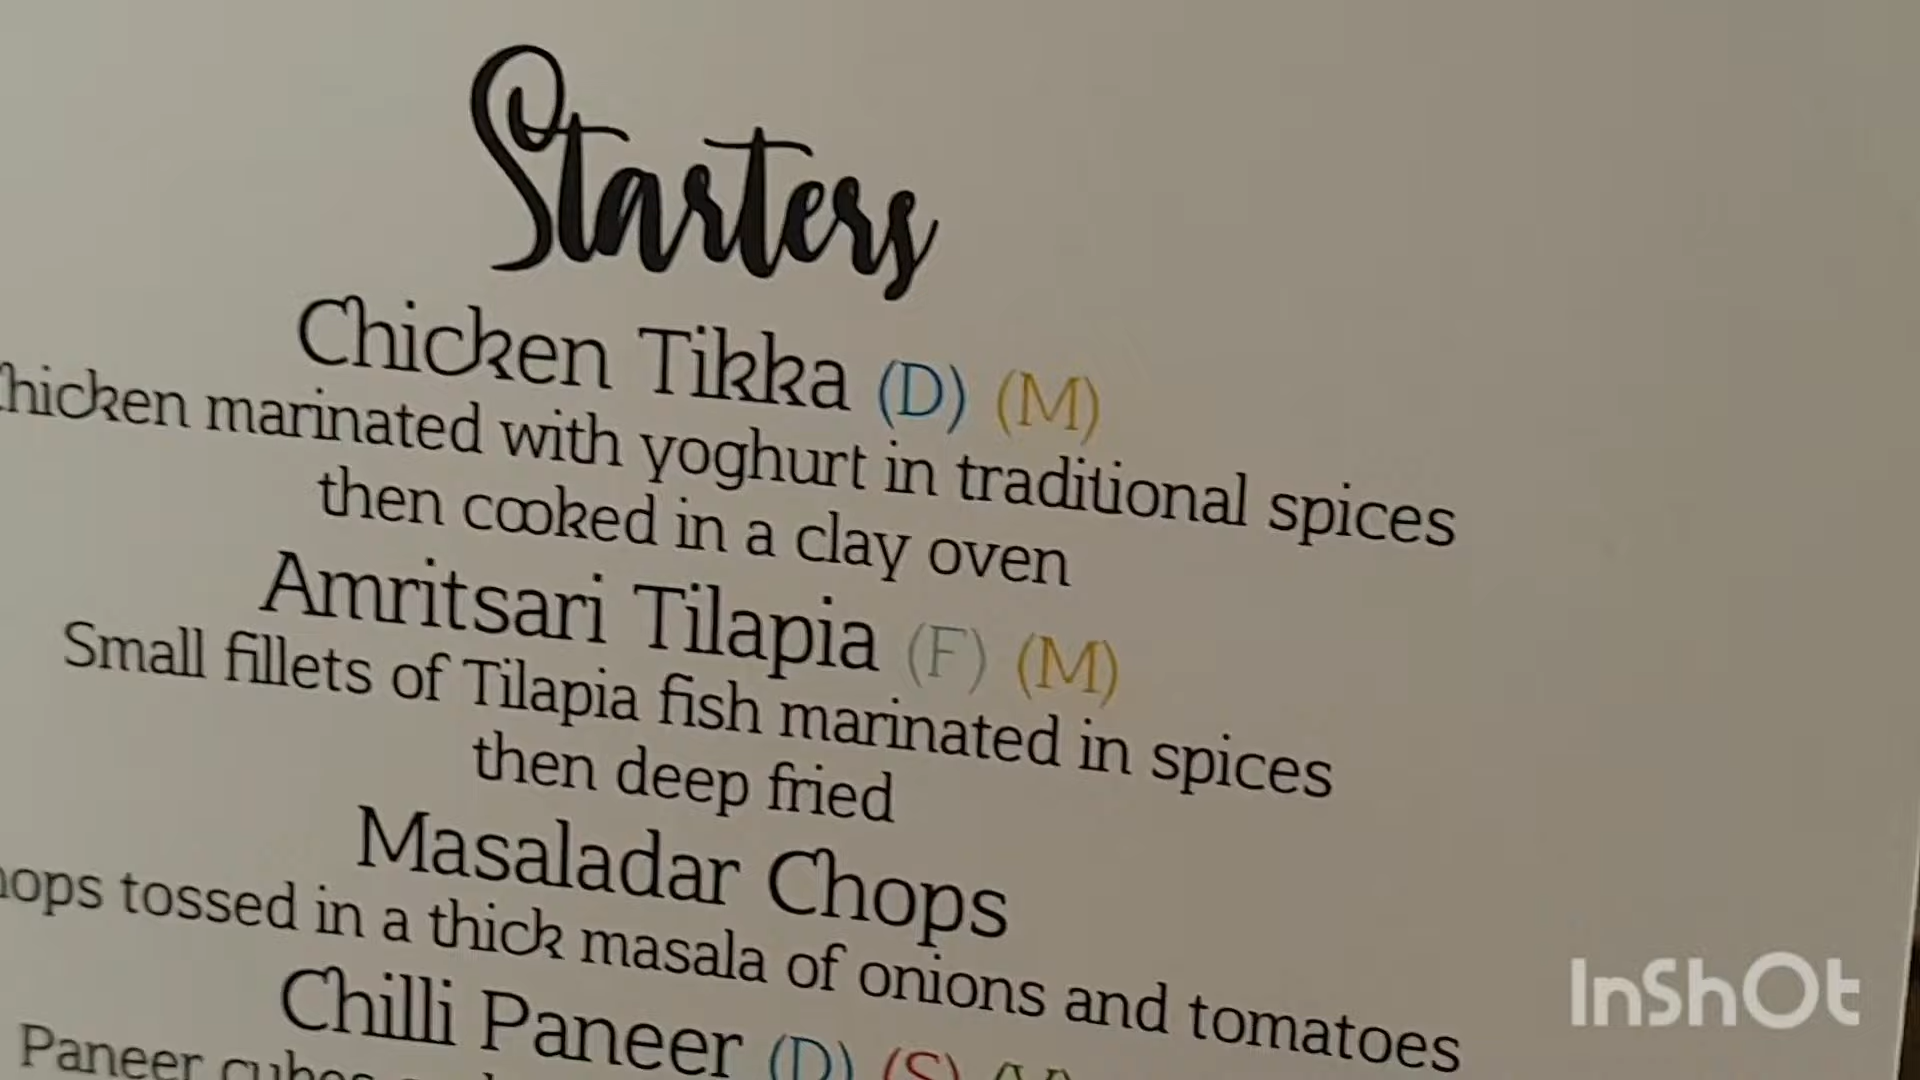 Starters
Chicken Tikka (D) (M)
hicken marinated with yoghurt in traditional spices
then cooked in a clay oven
Amritsari Tilapia (F) (M)
Small fillets of Tilapia fish marinated in spices
then deep fried
Masaladar Chops
hops tossed in a thick masala of onions and tomatoes
Chilli Paneer (D) (S) (V)
Paneer cubes
InShOt